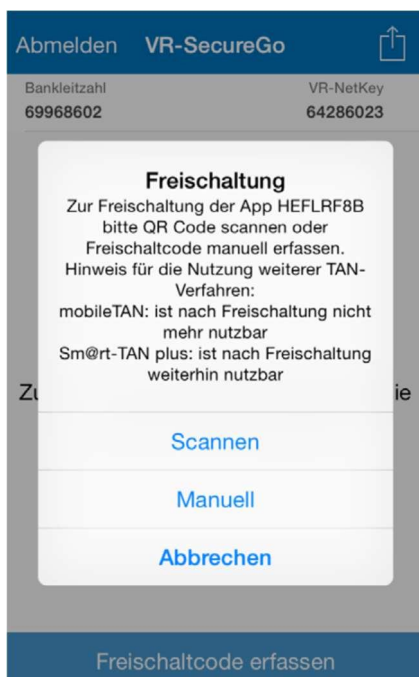 Abmelden VR-SecureGo
Bankleitzahl VR-NetKey
69968602 64286023
Freischaltung
Zur Freischaltung der App HEFLRF8B
bitte QR Code scannen oder
Freischaltcode manuell erfassen.
Hinweis für die Nutzung weiterer TAN-
Verfahren:
mobileTAN: ist nach Freischaltung nicht
mehr nutzbar
Sm@rt-TAN plus: ist nach Freischaltung
weiterhin nutzbar
Scannen
Manuell
Abbrechen
Freischaltcode erfassen